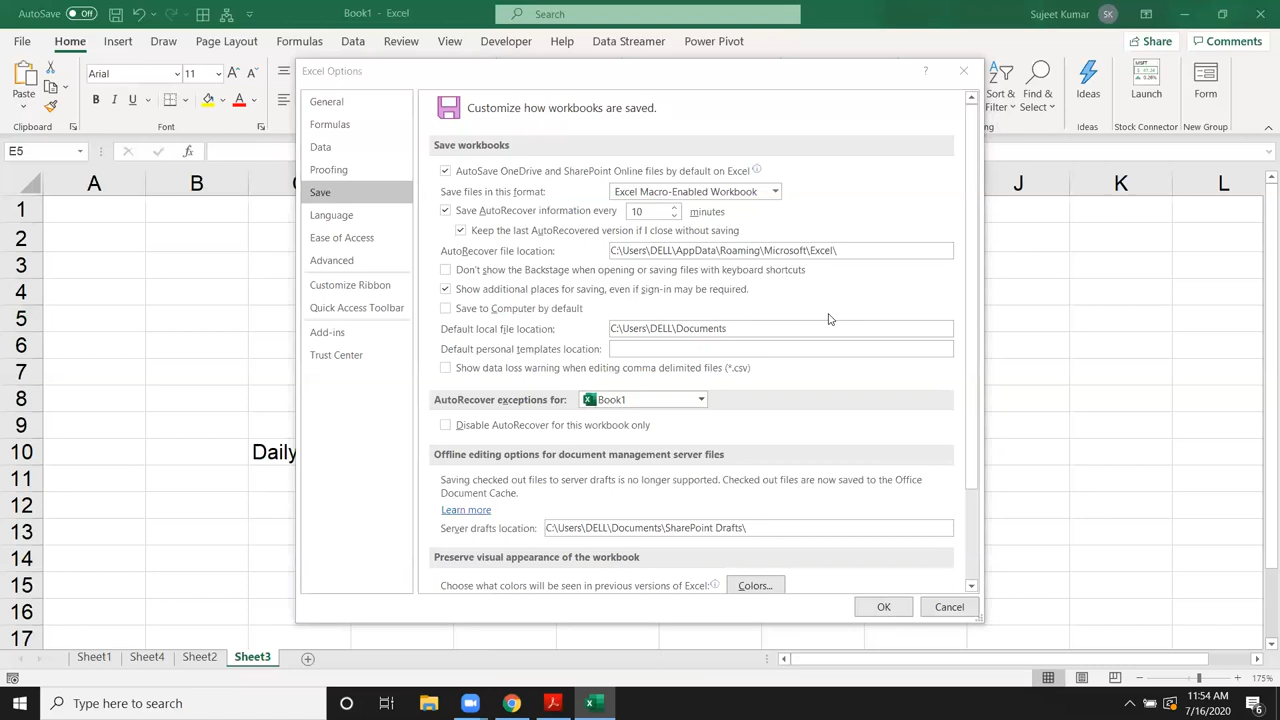 AutoSave Off Book1 - Excel Search Sujeet Kumar SK
File Home Insert Draw Page Layout Formulas Data Review View Developer Help Data Streamer Power Pivot Share Comments
Paste Arial 11 A A
B I U A
Clipboard Font
Sort & Filter Find & Select Ideas Launch Form
Ideas Stock Connector New Group
E5 fx
A B C J K L
1
2
3
4
5
6
7
8
9
10 Daily
11
12
13
14
15
16
17
Excel Options ?
General
Formulas
Data
Proofing
Save
Language
Ease of Access
Advanced
Customize Ribbon
Quick Access Toolbar
Add-ins
Trust Center
Customize how workbooks are saved.
Save workbooks
AutoSave OneDrive and SharePoint Online files by default on Excel
Save files in this format: Excel Macro-Enabled Workbook
Save AutoRecover information every 10 minutes
Keep the last AutoRecovered version if I close without saving
AutoRecover file location: C:\Users\DELL\AppData\Roaming\Microsoft\Excel\
Don't show the Backstage when opening or saving files with keyboard shortcuts
Show additional places for saving, even if sign-in may be required.
Save to Computer by default
Default local file location: C:\Users\DELL\Documents
Default personal templates location:
Show data loss warning when editing comma delimited files (*.csv)
AutoRecover exceptions for: Book1
Disable AutoRecover for this workbook only
Offline editing options for document management server files
Saving checked out files to server drafts is no longer supported. Checked out files are now saved to the Office
Document Cache.
Learn more
Server drafts location: C:\Users\DELL\Documents\SharePoint Drafts\
Preserve visual appearance of the workbook
Choose what colors will be seen in previous versions of Excel: Colors...
OK Cancel
Sheet1 Sheet4 Sheet2 Sheet3
175%
Type here to search
11:54 AM
7/16/2020
6